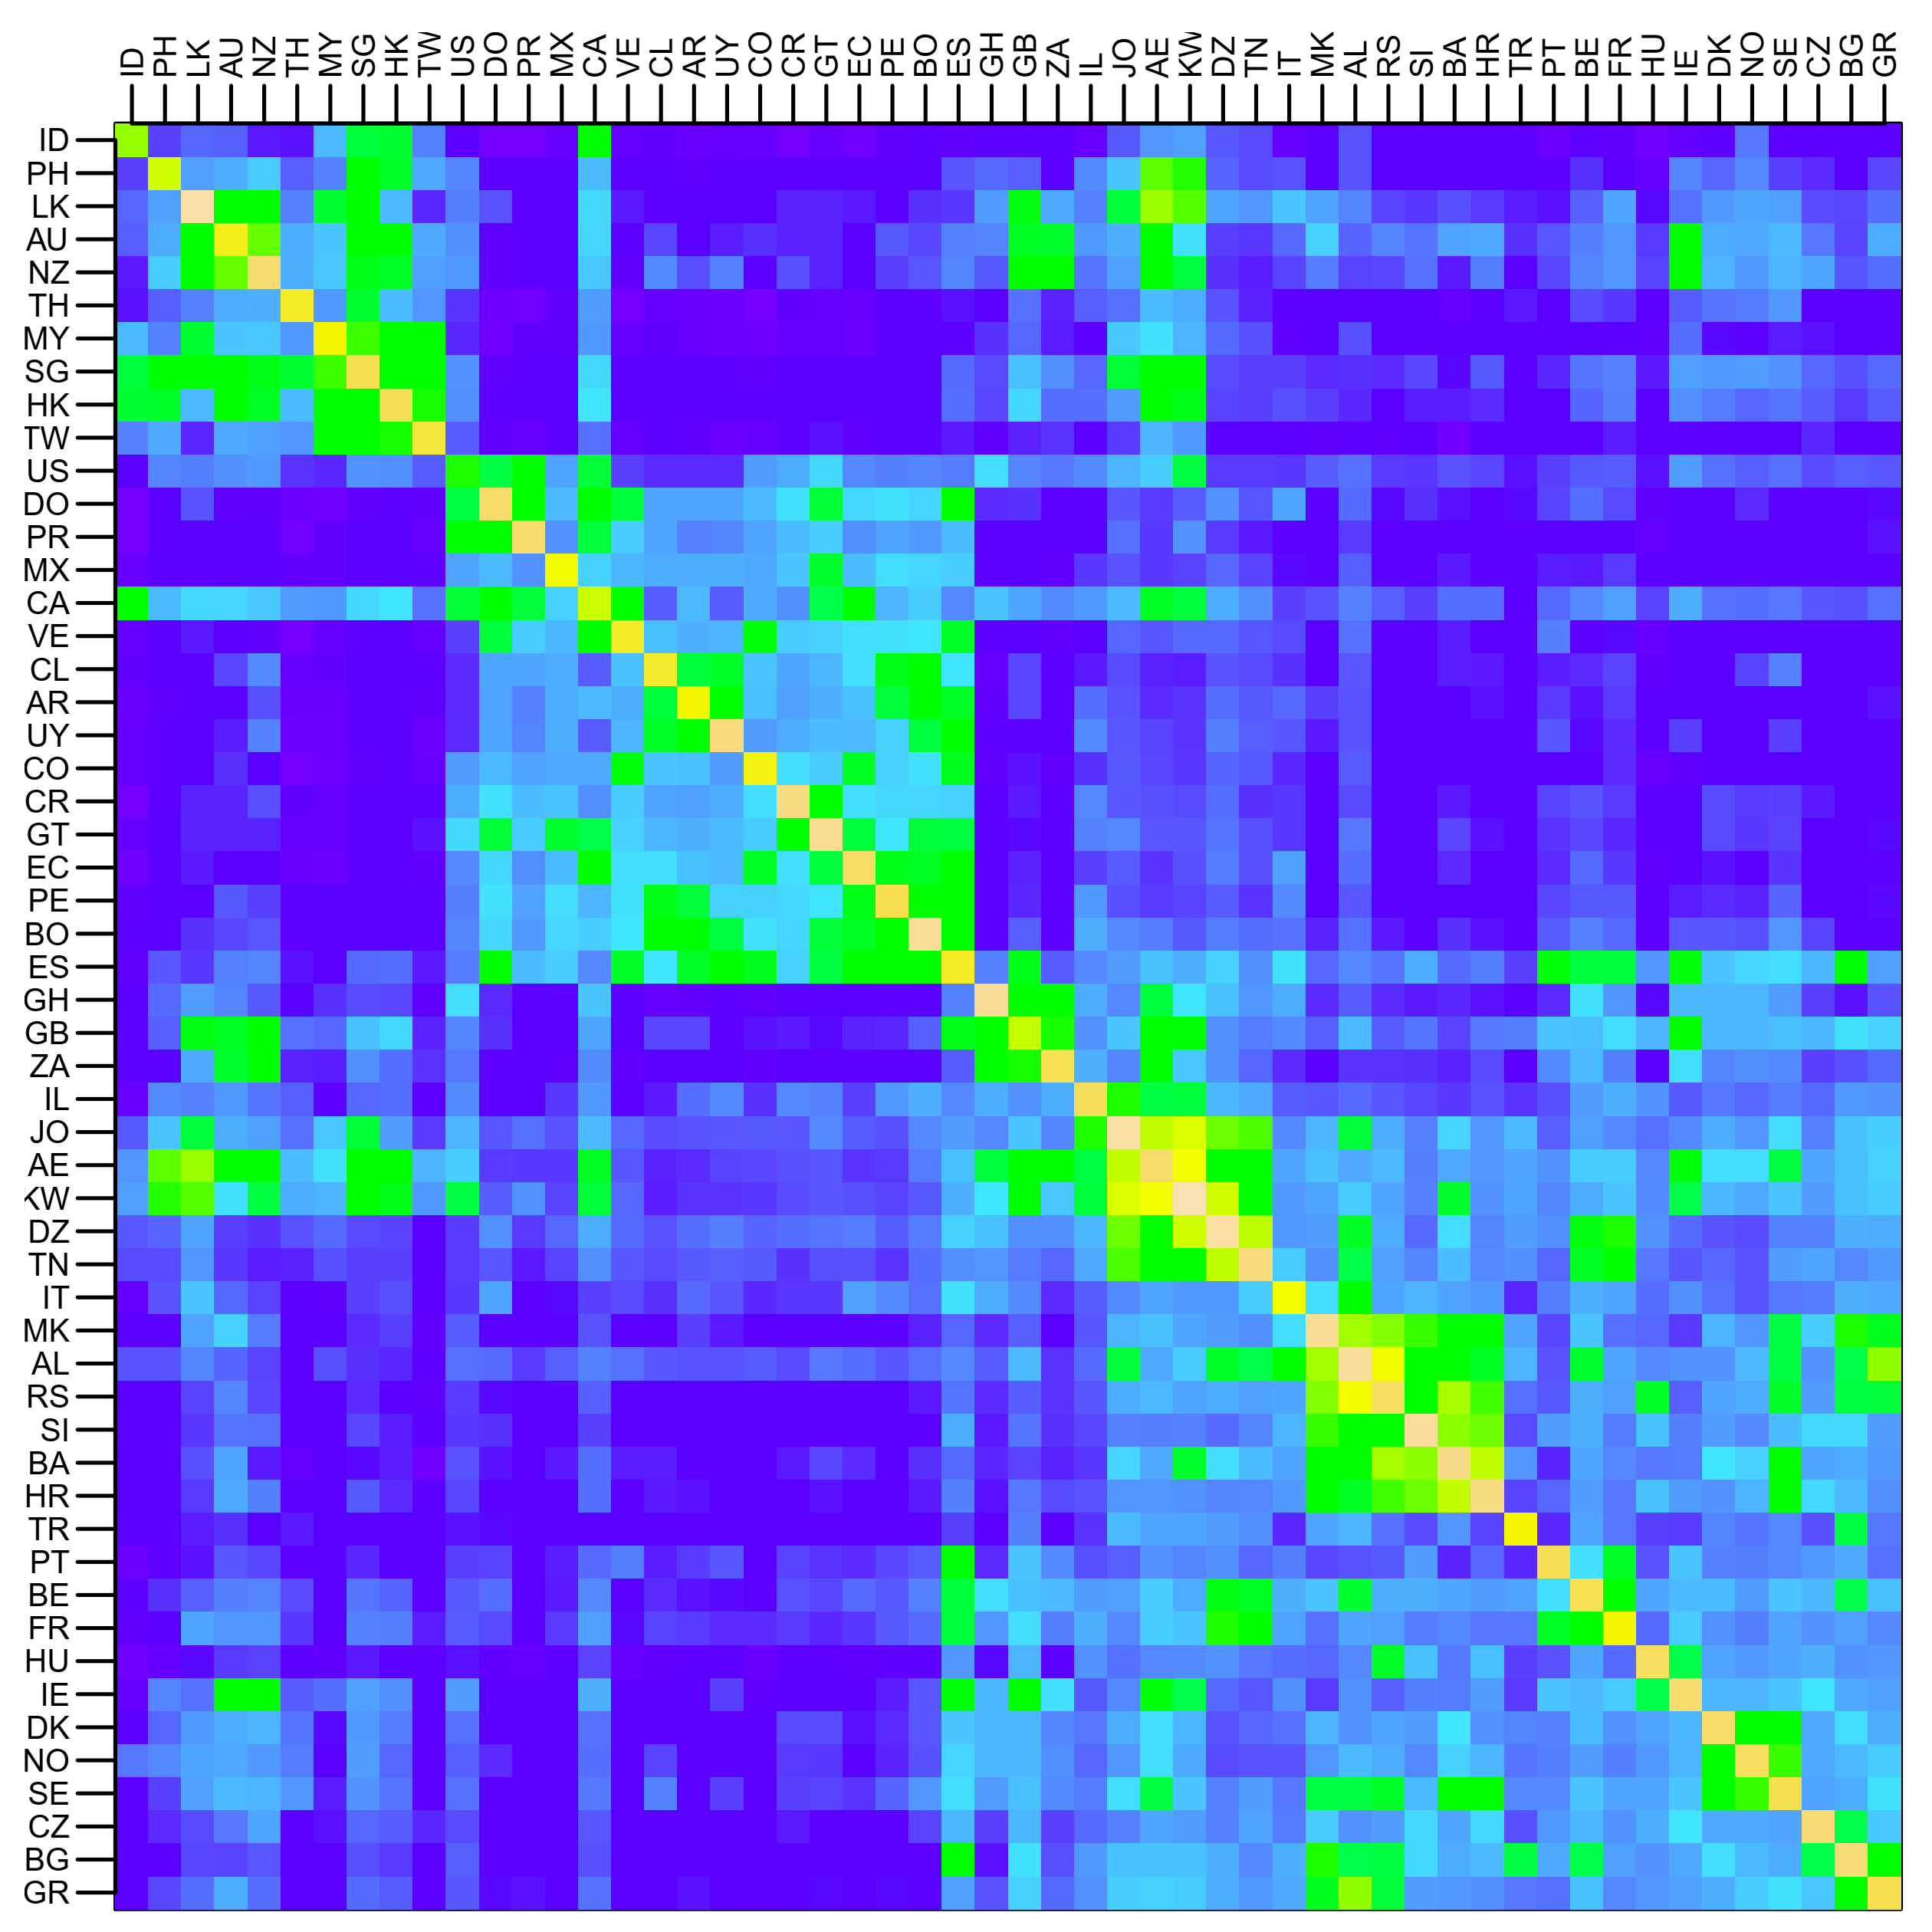 ID PH LK AU NZ TH MY SG HK TW US DO PR MX CA VE CL AR UY CO CR GT EC PE BO ES GH GB ZA IL JO AE KW DZ TN IT MK AL RS SI BA HR TR PT BE FR HU IE DK NO SE CZ BG GR
ID
PH
LK
AU
NZ
TH
MY
SG
HK
TW
US
DO
PR
MX
CA
VE
CL
AR
UY
CO
CR
GT
EC
PE
BO
ES
GH
GB
ZA
IL
JO
AE
KW
DZ
TN
IT
MK
AL
RS
SI
BA
HR
TR
PT
BE
FR
HU
IE
DK
NO
SE
CZ
BG
GR